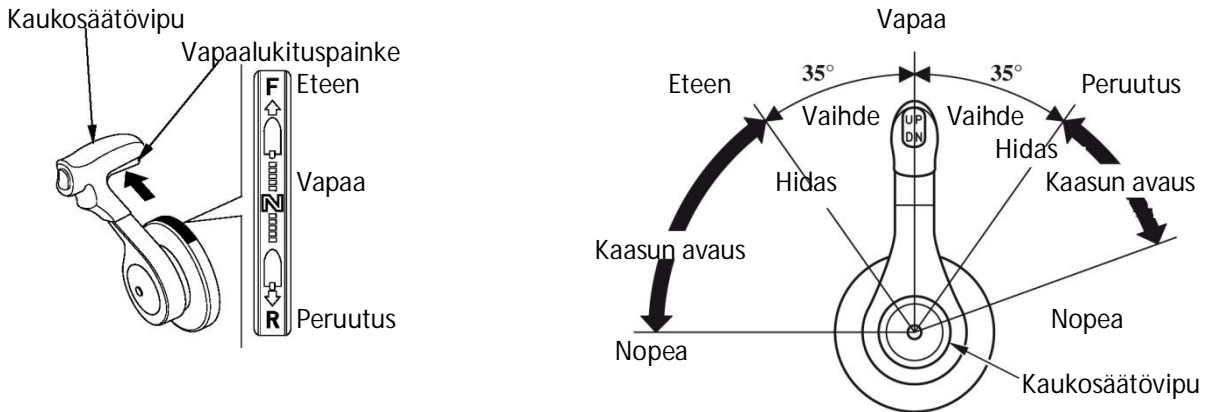 Kaukosäätövipu
Vapaalukituspainke
F Eteen
Vapaa
N
R Peruutus
Vapaa
35° 35°
Eteen
Peruutus
Vaihde
Vaihde
UP
DN
Hidas
Hidas
Kaasun avaus
Kaasun avaus
Nopea
Nopea
Kaukosäätövipu